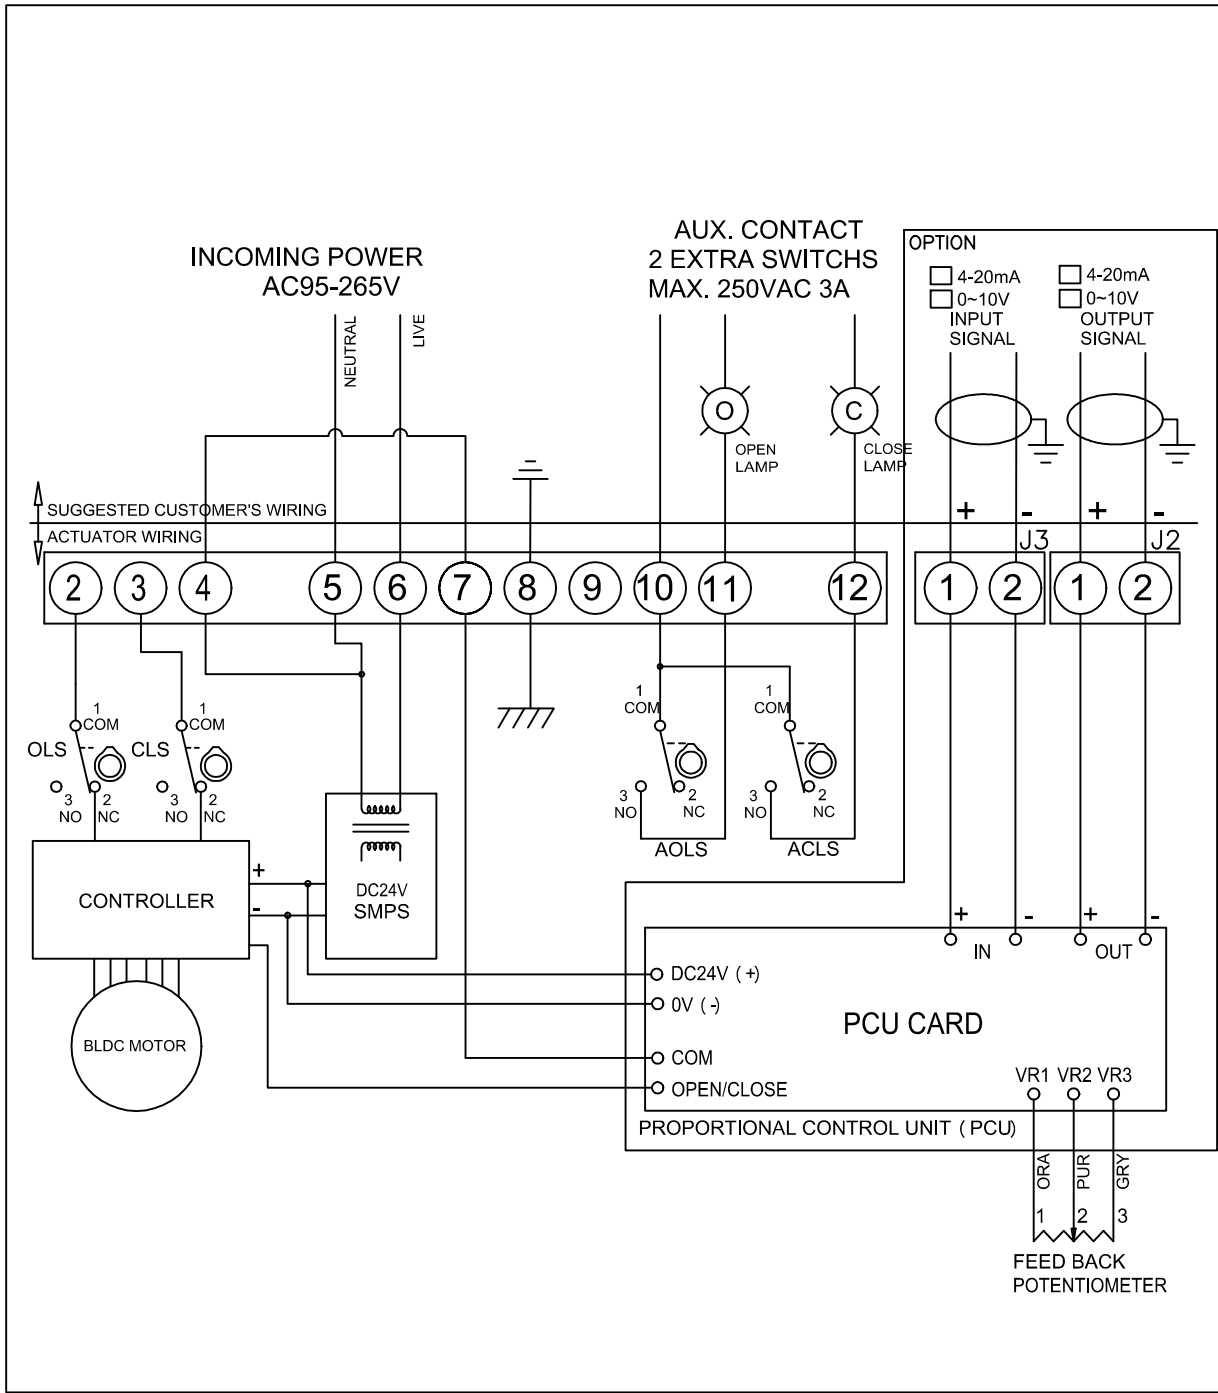 INCOMING POWER
AC95-265V
NEUTRAL
LIVE
AUX. CONTACT
2 EXTRA SWITCHS
MAX. 250VAC 3A
O
OPEN
LAMP
C
CLOSE
LAMP
OPTION
4-20mA
0~10V
INPUT
SIGNAL
4-20mA
0~10V
OUTPUT
SIGNAL
+ - + -
SUGGESTED CUSTOMER'S WIRING
ACTUATOR WIRING
J3
J2
2 3 4 5 6 7 8 9 10 11 12
1 2
1 2
1
COM
OLS
3
NO
2
NC
1
COM
CLS
3
NO
2
NC
1
COM
3
NO
2
NC
AOLS
1
COM
3
NO
2
NC
ACLS
CONTROLLER
+
-
DC24V
SMPS
BLDC MOTOR
+ - + -
IN
OUT
DC24V ( +)
0V ( -)
PCU CARD
COM
OPEN/CLOSE
VR1 VR2 VR3
PROPORTIONAL CONTROL UNIT ( PCU)
ORA
PUR
GRY
1 2 3
FEED BACK
POTENTIOMETER